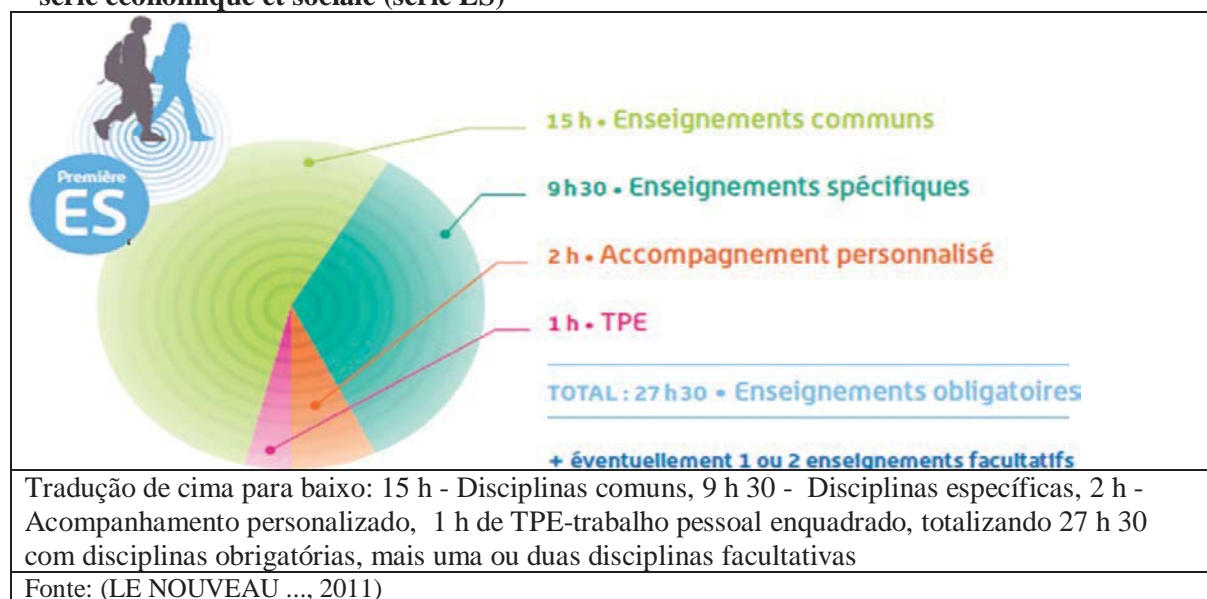 série économique et sociale (série ES)
Première
ES
15 h • Enseignements communs
9 h 30 • Enseignements spécifiques
2 h • Accompagnement personnalisé
1 h • TPE
TOTAL : 27 h 30 • Enseignements obligatoires
+ éventuellement 1 ou 2 enseignements facultatifs
Tradução de cima para baixo: 15 h - Disciplinas comuns, 9 h 30 - Disciplinas específicas, 2 h -
Acompanhamento personalizado, 1 h de TPE-trabalho pessoal enquadrado, totalizando 27 h 30
com disciplinas obrigatórias, mais uma ou duas disciplinas facultativas
Fonte: (LE NOUVEAU ..., 2011)